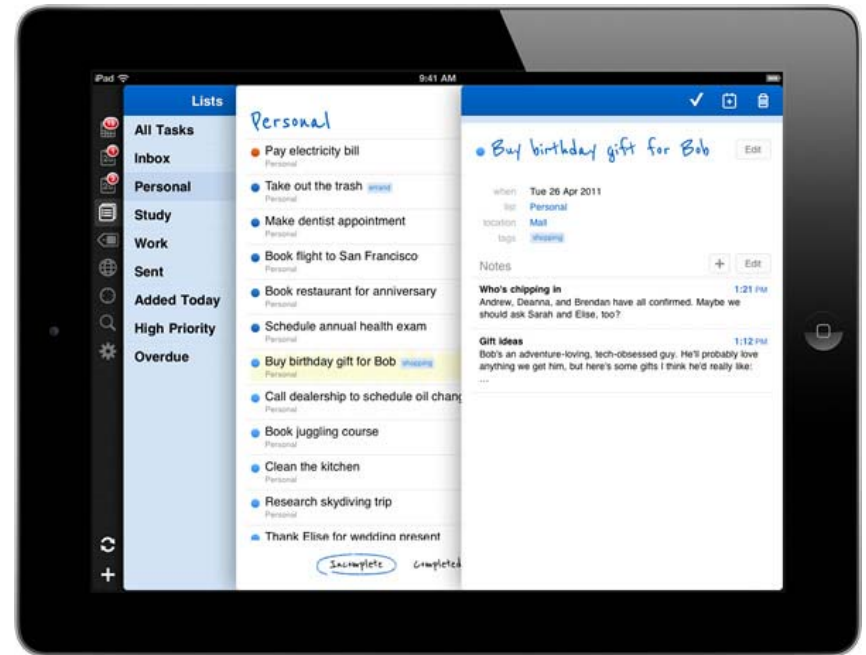 iPad
9:41 AM
Lists
All Tasks
Inbox
Personal
Study
Work
Sent
Added Today
High Priority
Overdue
Personal
Pay electricity bill
Personal
Take out the trash errand
Personal
Make dentist appointment
Personal
Book flight to San Francisco
Personal
Book restaurant for anniversary
Personal
Schedule annual health exam
Personal
Buy birthday gift for Bob shopping
Personal
Call dealership to schedule oil chang
Personal
Book juggling course
Personal
Clean the kitchen
Personal
Research skydiving trip
Personal
Thank Elise for wedding present
Incomplete Completed
Buy birthday gift for Bob Edit
when Tue 26 Apr 2011
list Personal
location Mall
tags shopping
Notes + Edit
Who's chipping in 1:21 PM
Andrew, Deanna, and Brendan have all confirmed. Maybe we
should ask Sarah and Elise, too?
Gift ideas 1:12 PM
Bob's an adventure-loving, tech-obsessed guy. He'll probably love
anything we get him, but here's some gifts I think he'd really like:
...